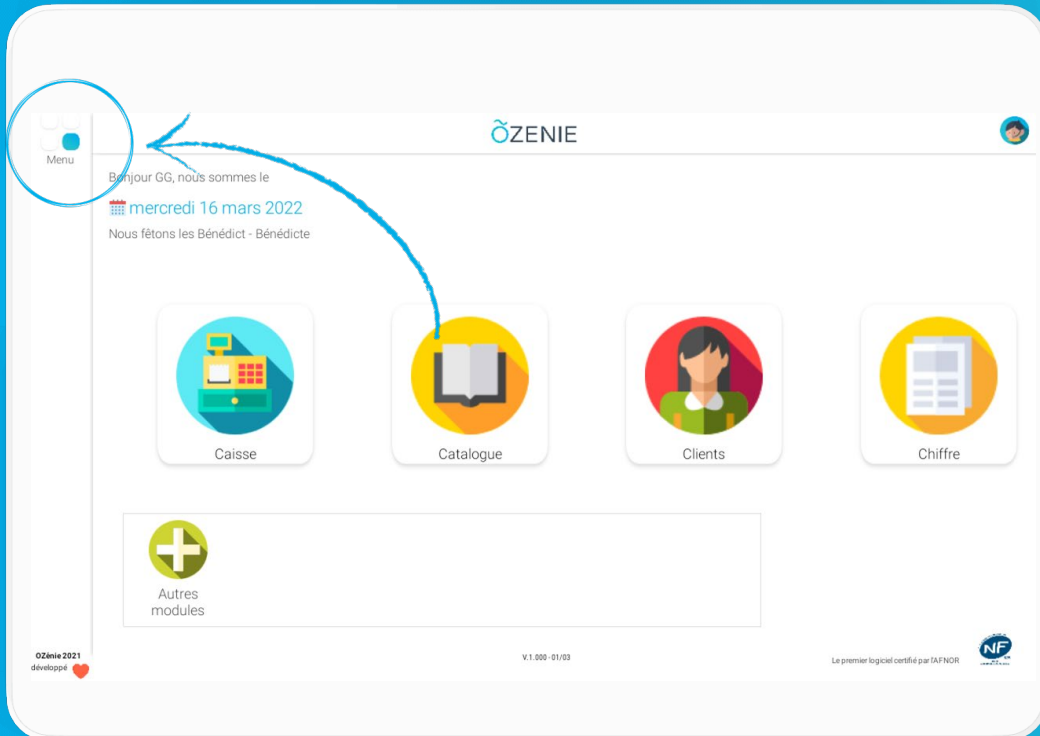 Menu
ÕZENIE
Bonjour GG, nous sommes le
mercredi 16 mars 2022
Nous fêtons les Bénédict - Bénédicte
Caisse
Catalogue
Clients
Chiffre
Autres
modules
OZénie 2021
développé
V.1.000 - 01/03
Le premier logiciel certifié par l'AFNOR
NF